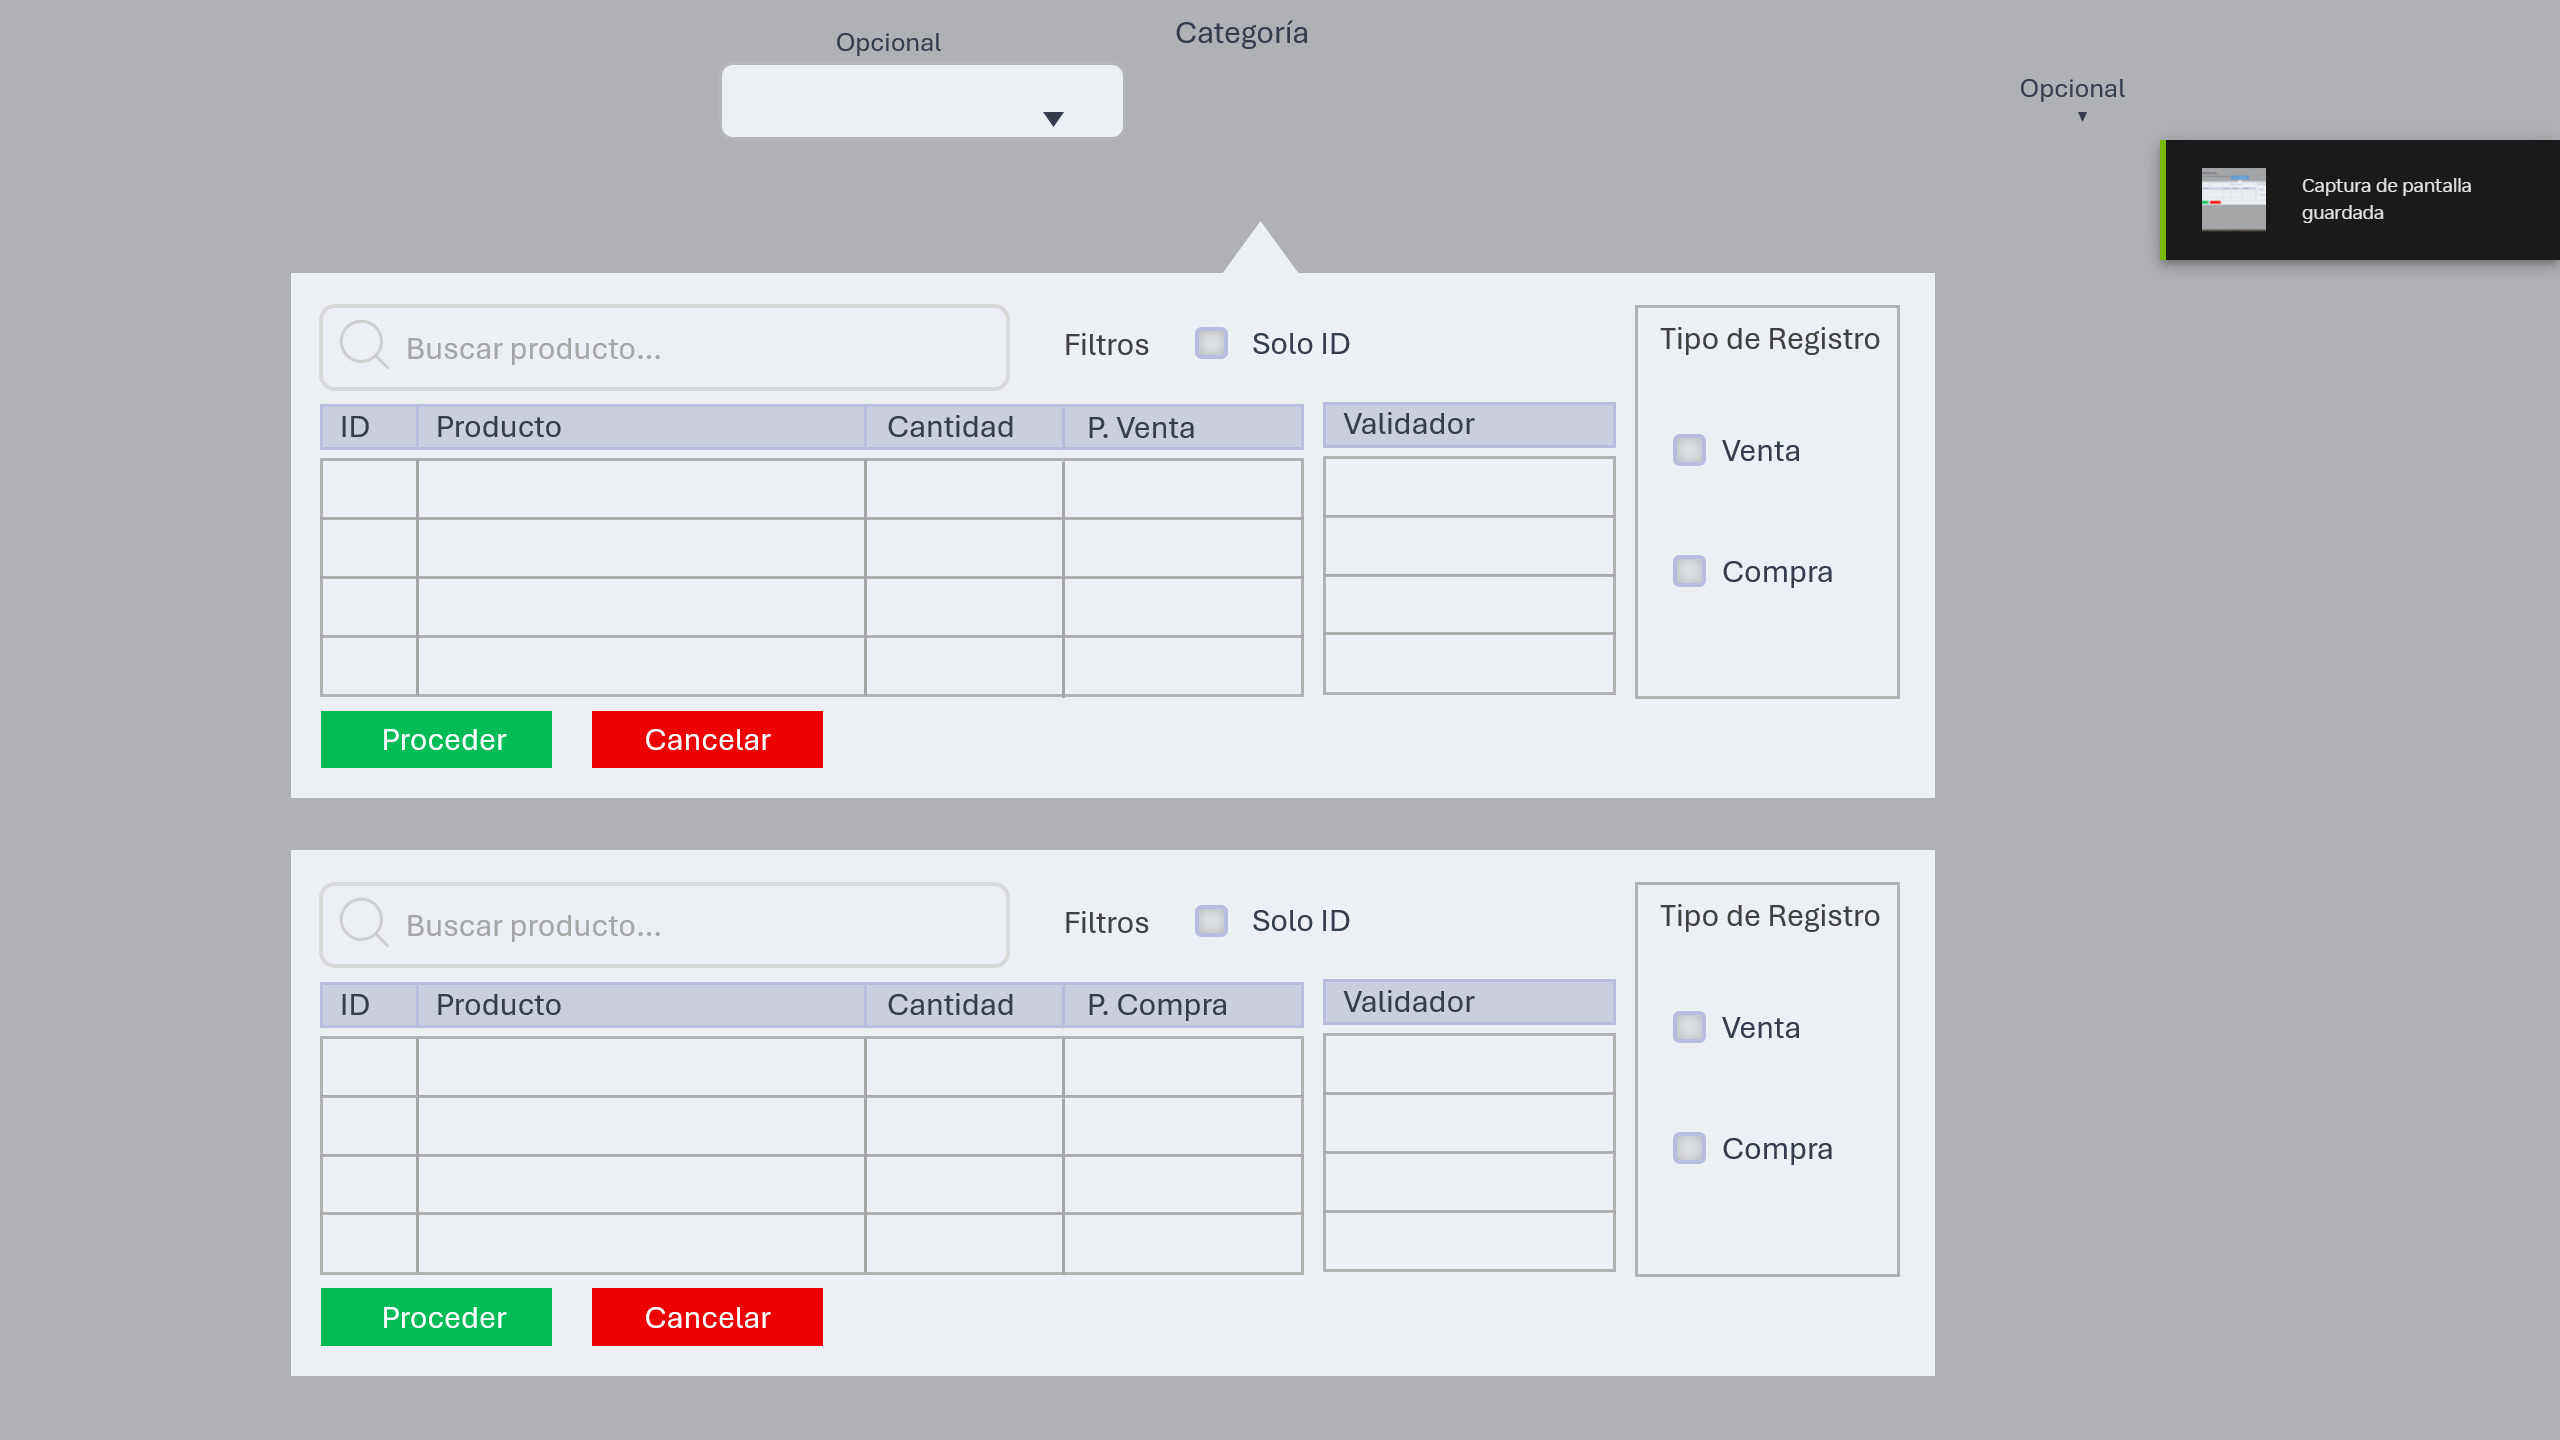 Opcional
Categoría
Opcional
Captura de pantalla
guardada
Buscar producto...
Filtros
Solo ID
Tipo de Registro
ID
Producto
Cantidad
P. Venta
Validador
Venta
Compra
Proceder
Cancelar
Buscar producto...
Filtros
Solo ID
Tipo de Registro
ID
Producto
Cantidad
P. Compra
Validador
Venta
Compra
Proceder
Cancelar